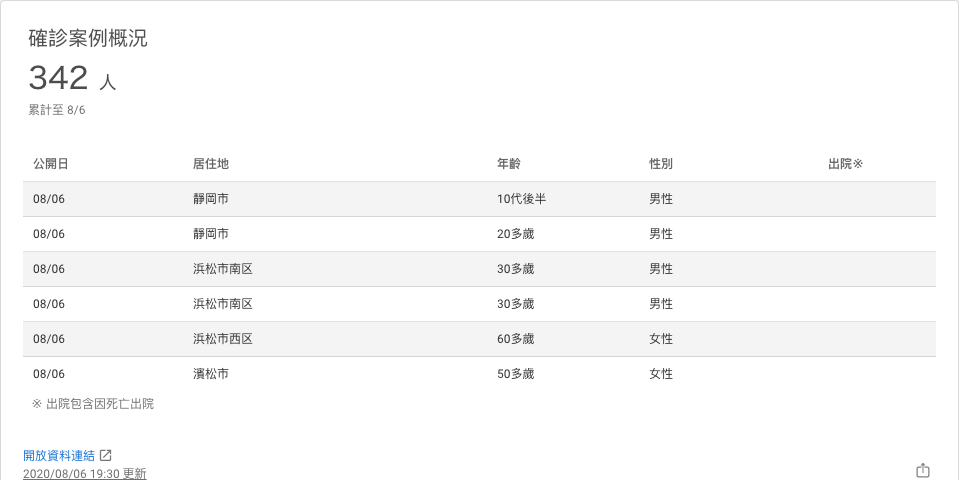 確診案例概況
342 人
累計至 8/6
公開日 居住地 年齡 性別 出院※
08/06 靜岡市 10代後半 男性
08/06 靜岡市 20多歲 男性
08/06 浜松市南区 30多歲 男性
08/06 浜松市南区 30多歲 男性
08/06 浜松市西区 60多歲 女性
08/06 濱松市 50多歲 女性
※ 出院包含因死亡出院
開放資料連結
2020/08/06 19:30 更新